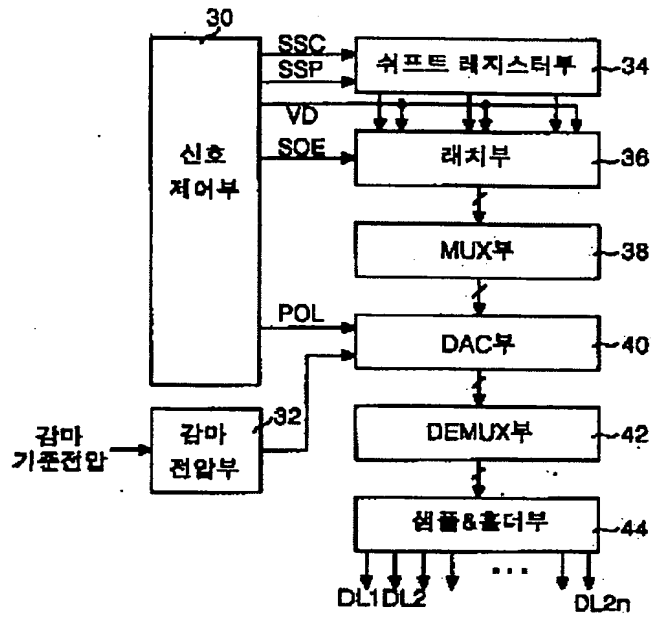 30
SSC
SSP
쉬프트 레지스터부
34
VD
신호
제어부
SOE
래치부
36
MUX부
38
POL
DAC부
40
감마
기준전압
감마
전압부
32
DEMUX부
42
샘플&홀더부
44
DL1 DL2
...
DL2n